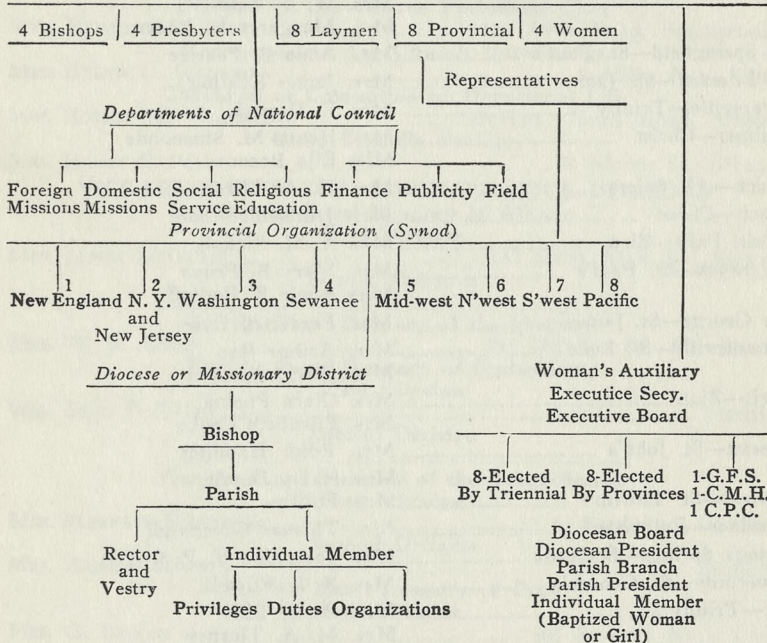 4 Bishops 4 Presbyters 8 Laymen 8 Provincial 4 Women
Representatives
Departments of National Council
Foreign Domestic Social Religious Finance Publicity Field
Missions Missions Service Education
Provincial Organization (Synod)
1 2 3 4 5 6 7 8
New England N. Y. Washington Sewanee Mid-west N'west S'west Pacific
and
New Jersey
Diocese or Missionary District
Bishop
Parish
Rector
and
Vestry
Individual Member
Privileges Duties Organizations
Woman's Auxiliary
Executice Secy.
Executive Board
8-Elected 8-Elected 1-G.F.S.
By Triennial By Provinces 1-C.M.H.
1 C.P.C.
Diocesan Board
Diocesan President
Parish Branch
Parish President
Individual Member
(Baptized Woman
or Girl)